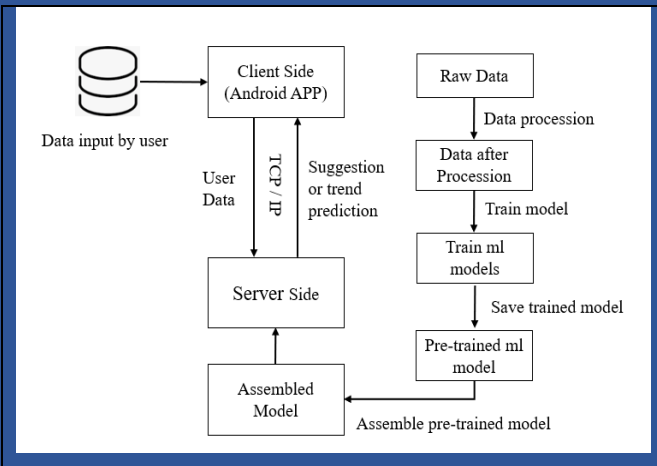 Data input by user
Client Side
(Android APP)
User
Data
TCP / IP
Suggestion
or trend
prediction
Server Side
Assembled
Model
Raw Data
Data procession
Data after
Procession
Train model
Train ml
models
Save trained model
Pre-trained ml
model
Assemble pre-trained model